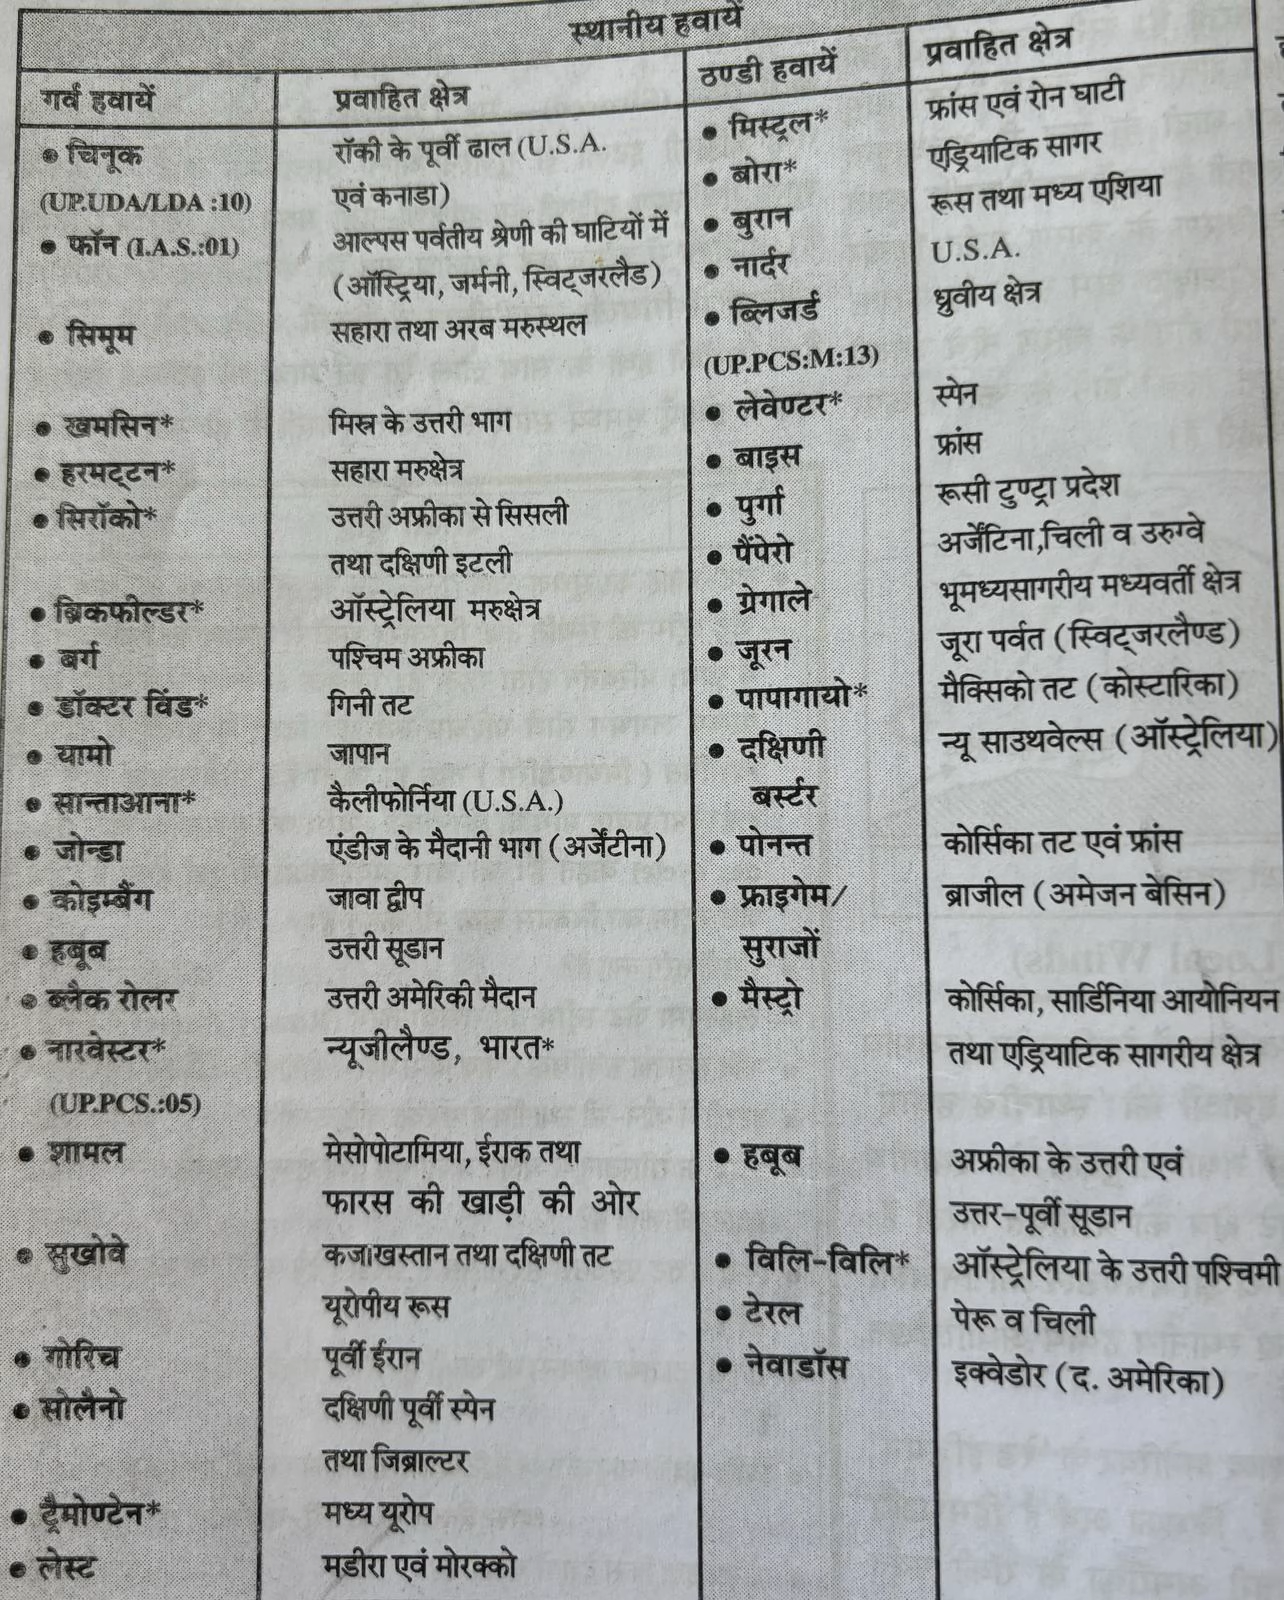 स्थानीय हवायें
गर्व हवायें
प्रवाहित क्षेत्र
• चिनूक
रॉकी के पूर्वी ढाल (U.S.A.
(UP.UDA/LDA :10)
एवं कनाडा)
• फॉन (I.A.S.:01)
आल्पस पर्वतीय श्रेणी की घाटियों में
(ऑस्ट्रिया, जर्मनी, स्विट्जरलैड)
• सिमूम
सहारा तथा अरब मरुस्थल
• खमसिन*
मिस्र के उत्तरी भाग
• हरमट्टन*
सहारा मरुक्षेत्र
• सिरॉको*
उत्तरी अफ्रीका से सिसली
तथा दक्षिणी इटली
• ब्रिकफील्डर*
ऑस्ट्रेलिया मरुक्षेत्र
• बर्ग
पश्चिम अफ्रीका
• डॉक्टर विंड*
गिनी तट
• यामो
जापान
• सान्ताआना*
कैलीफोर्निया (U.S.A.)
• जोन्डा
एंडीज के मैदानी भाग (अर्जेंटीना)
• कोइम्बैंग
जावा द्वीप
• हबूब
उत्तरी सूडान
• ब्लैक रोलर
उत्तरी अमेरिकी मैदान
• नारवेस्टर*
न्यूजीलैण्ड, भारत*
(UP.PCS.:05)
• शामल
मेसोपोटामिया, ईराक तथा
फारस की खाड़ी की ओर
• सुखोवे
कजाखस्तान तथा दक्षिणी तट
यूरोपीय रूस
• गोरिच
पूर्वी ईरान
• सोलैनो
दक्षिणी पूर्वी स्पेन
तथा जिब्राल्टर
• ट्रैमोण्टेन*
मध्य यूरोप
• लेस्ट
मडीरा एवं मोरक्को
ठण्डी हवायें
प्रवाहित क्षेत्र
• मिस्ट्रल*
फ्रांस एवं रोन घाटी
• बोरा*
एड्रियाटिक सागर
• बुरान
रूस तथा मध्य एशिया
• नार्दर
U.S.A.
• ब्लिजर्ड
ध्रुवीय क्षेत्र
(UP.PCS:M:13)
• लेवेण्टर*
स्पेन
• बाइस
फ्रांस
• पुर्गा
रूसी टुण्ट्रा प्रदेश
• पैंपेरो
अर्जेंटिना,चिली व उरुग्वे
• ग्रेगाले
भूमध्यसागरीय मध्यवर्ती क्षेत्र
• जूरन
जूरा पर्वत (स्विट्जरलैण्ड)
• पापागायो*
मैक्सिको तट (कोस्टारिका)
• दक्षिणी
न्यू साउथवेल्स (ऑस्ट्रेलिया)
बर्स्टर
• पोनन्त
कोर्सिका तट एवं फ्रांस
• फ्राइगेम/
ब्राजील (अमेजन बेसिन)
सुराजों
• मैस्ट्रो
कोर्सिका, सार्डिनिया आयोनियन
तथा एड्रियाटिक सागरीय क्षेत्र
• हबूब
अफ्रीका के उत्तरी एवं
उत्तर-पूर्वी सूडान
• विलि-विलि*
ऑस्ट्रेलिया के उत्तरी पश्चिमी
• टेरल
पेरू व चिली
• नेवाडॉस
इक्वेडोर (द. अमेरिका)